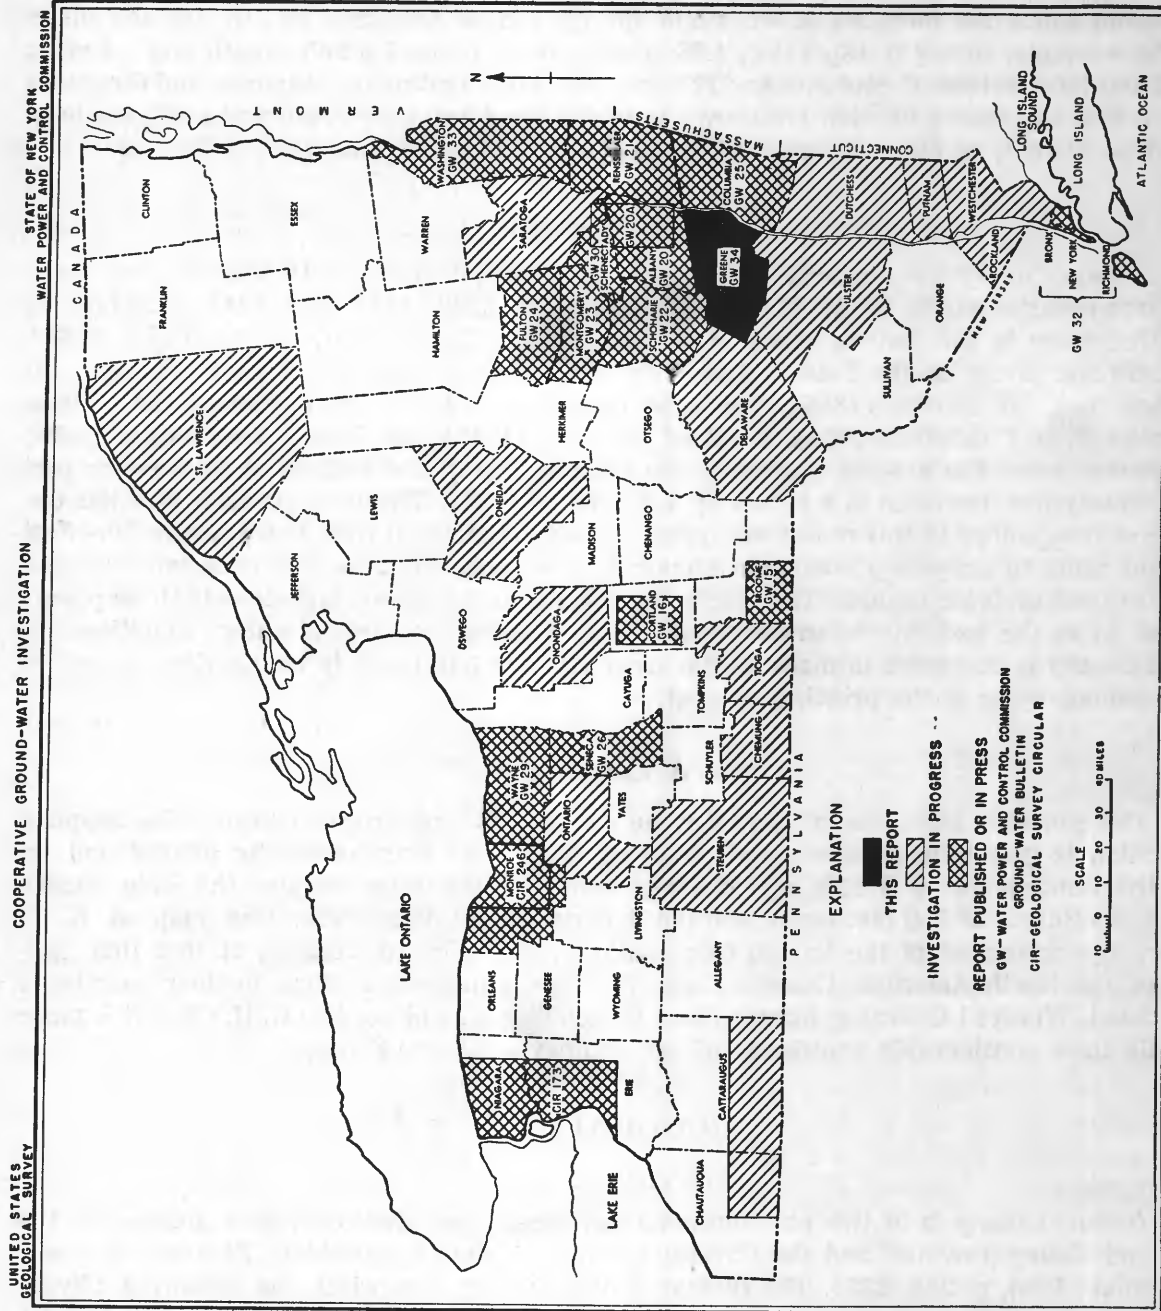 UNITED STATES
GEOLOGICAL SURVEY
COOPERATIVE GROUND-WATER INVESTIGATION
STATE OF NEW YORK
WATER POWER AND CONTROL COMMISSION
CANADA
CLINTON
FRANKLIN
ST. LAWRENCE
ESSEX
VERMONT
N
JEFFERSON
LEWIS
HAMILTON
WARREN
WASHINGTON
GW 33
OSWEGO
ONEIDA
HERKIMER
FULTON
GW 24
SARATOGA
LAKE ONTARIO
NIAGARA
ORLEANS
MONROE
CIR 246
WAYNE
GW 29
ONONDAGA
MADISON
MONTGOMERY
GW 23
SCHENECTADY
GW 30
RENSSELAER
GW 21
GW20A
MASSACHUSETTS
CIR 173
GENESEE
ONTARIO
SENECA
GW 26
CAYUGA
CORTLAND
GW 16
CHENANGO
OTSEGO
SCHOHARIE
GW 22
ALBANY
GW 20
ERIE
WYOMING
LIVINGSTON
YATES
TOMPKINS
GREENE
GW 34
COLUMBIA
GW 25
LAKE ERIE
CHAUTAUQUA
CATTARAUGUS
ALLEGANY
STEUBEN
SCHUYLER
CHEMUNG
TIOGA
BROOME
GW 15
DELAWARE
ULSTER
DUTCHESS
CONNECTICUT
PENNSYLVANIA
SULLIVAN
ORANGE
PUTNAM
WESTCHESTER
ROCKLAND
BRONX
NEW YORK
RICHMOND
GW 32
LONG ISLAND
SOUND
LONG ISLAND
ATLANTIC OCEAN
EXPLANATION
THIS REPORT
INVESTIGATION IN PROGRESS
REPORT PUBLISHED OR IN PRESS
GW-WATER POWER AND CONTROL COMMISSION
GROUND-WATER BULLETIN
CIR-GEOLOGICAL SURVEY CIRCULAR
SCALE
10 0 10 20 30 40 MILES